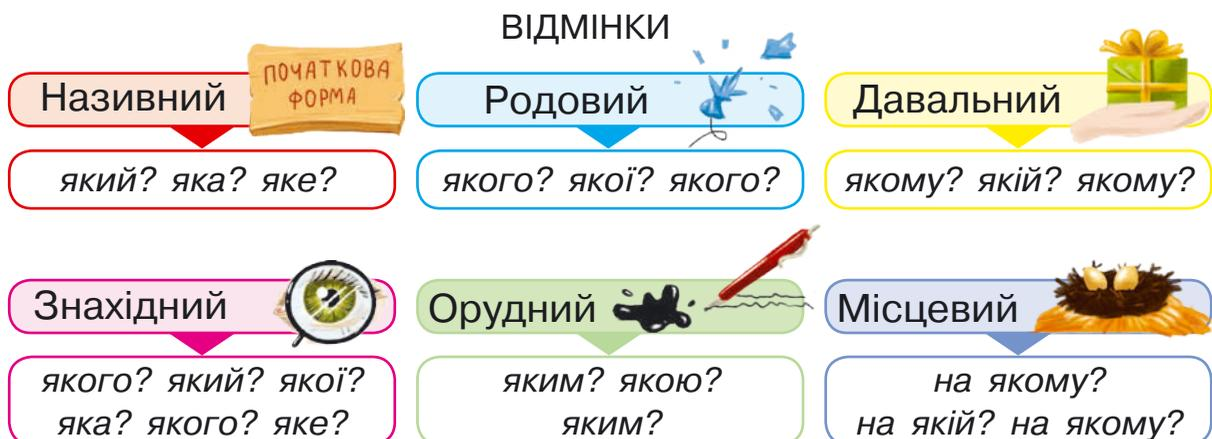 ВІДМІНКИ
Називний
ПОЧАТКОВА
ФОРМА
Родовий
Давальний
який? яка? яке?
якого? якої? якого?
якому? якій? якому?
Знахідний
Орудний
Місцевий
якого? який? якої?
яка? якого? яке?
яким? якою?
яким?
на якому?
на якій? на якому?